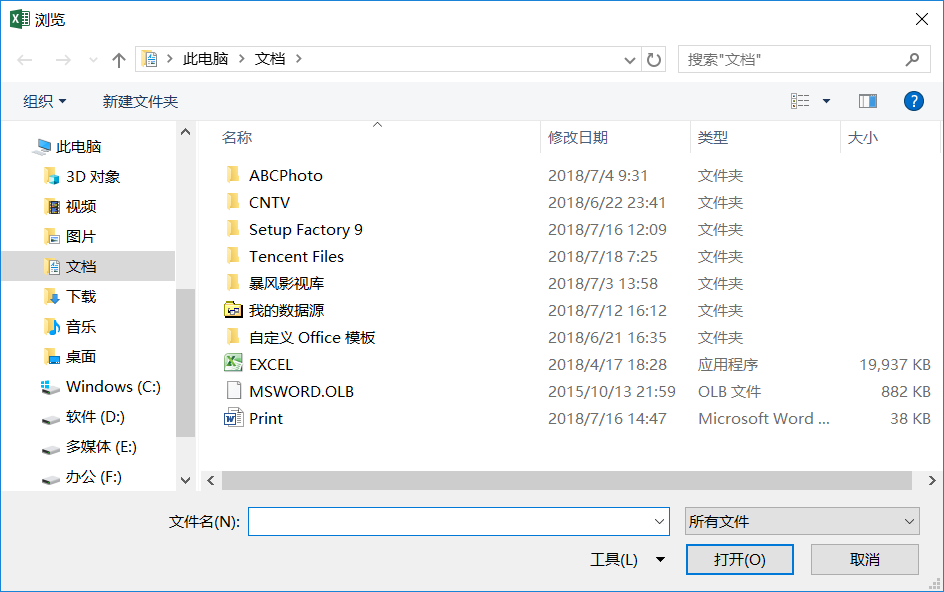 浏览
此电脑 文档 搜索"文档"
组织 新建文件夹 ?
名称 修改日期 类型 大小
此电脑
3D 对象
视频
图片
文档
下载
音乐
桌面
Windows (C:)
软件 (D:)
多媒体 (E:)
办公 (F:)
ABCPhoto 2018/7/4 9:31 文件夹
CNTV 2018/6/22 23:41 文件夹
Setup Factory 9 2018/7/16 12:09 文件夹
Tencent Files 2018/7/18 7:25 文件夹
暴风影视库 2018/7/3 13:58 文件夹
我的数据源 2018/7/12 16:12 文件夹
自定义 Office 模板 2018/6/21 16:35 文件夹
EXCEL 2018/4/17 18:28 应用程序 19,937 KB
MSWORD.OLB 2015/10/13 21:59 OLB 文件 882 KB
Print 2018/7/16 14:47 Microsoft Word ... 38 KB
文件名(N): 所有文件
工具(L) 打开(O) 取消